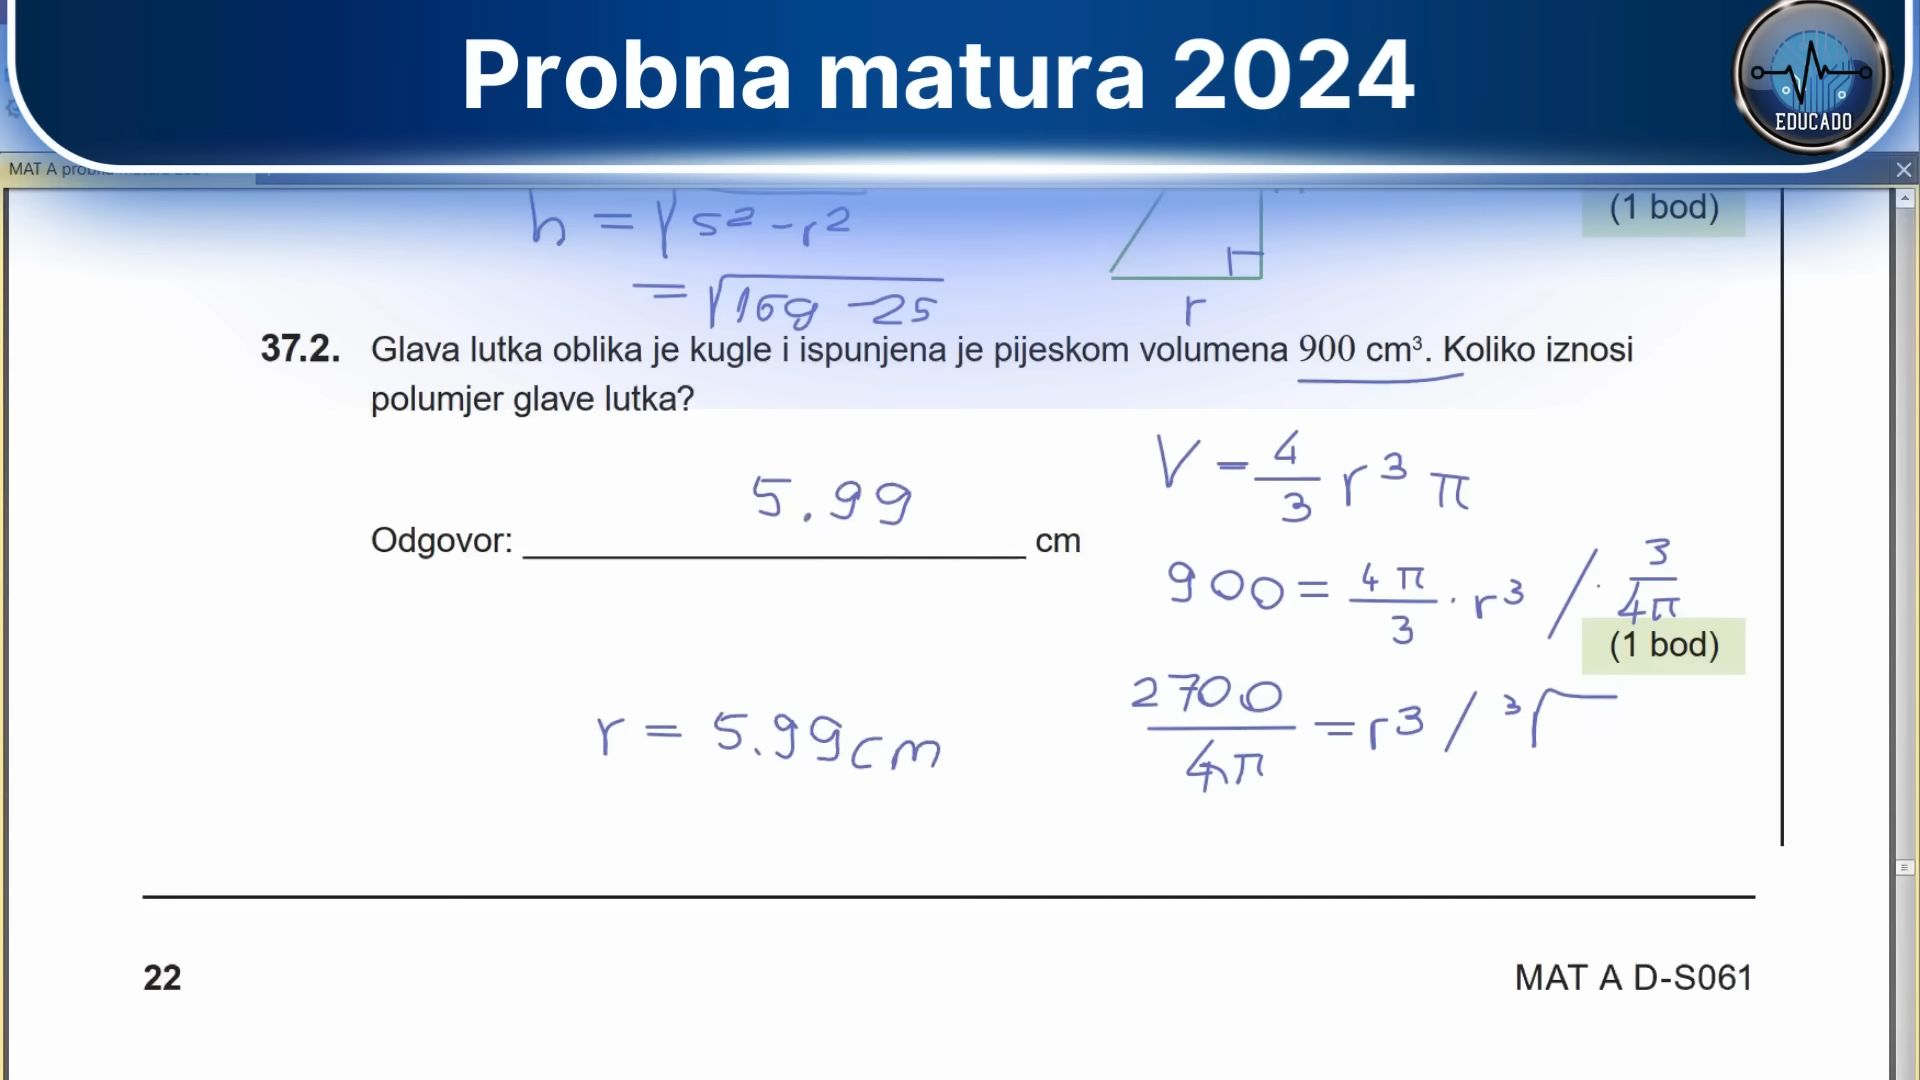 Probna matura 2024
EDUCADO
MAT A
h = √s² - r²
(1 bod)
= √169 - 25
r
37.2. Glava lutka oblika je kugle i ispunjena je pijeskom volumena 900 cm³. Koliko iznosi
polumjer glave lutka?
V = 4/3 r³ π
5.99
Odgovor: ____________ cm
900 = 4π/3 · r³ / · 3/4π
(1 bod)
2700/4π = r³ / ³√
r = 5.99 cm
22
MAT A D-S061